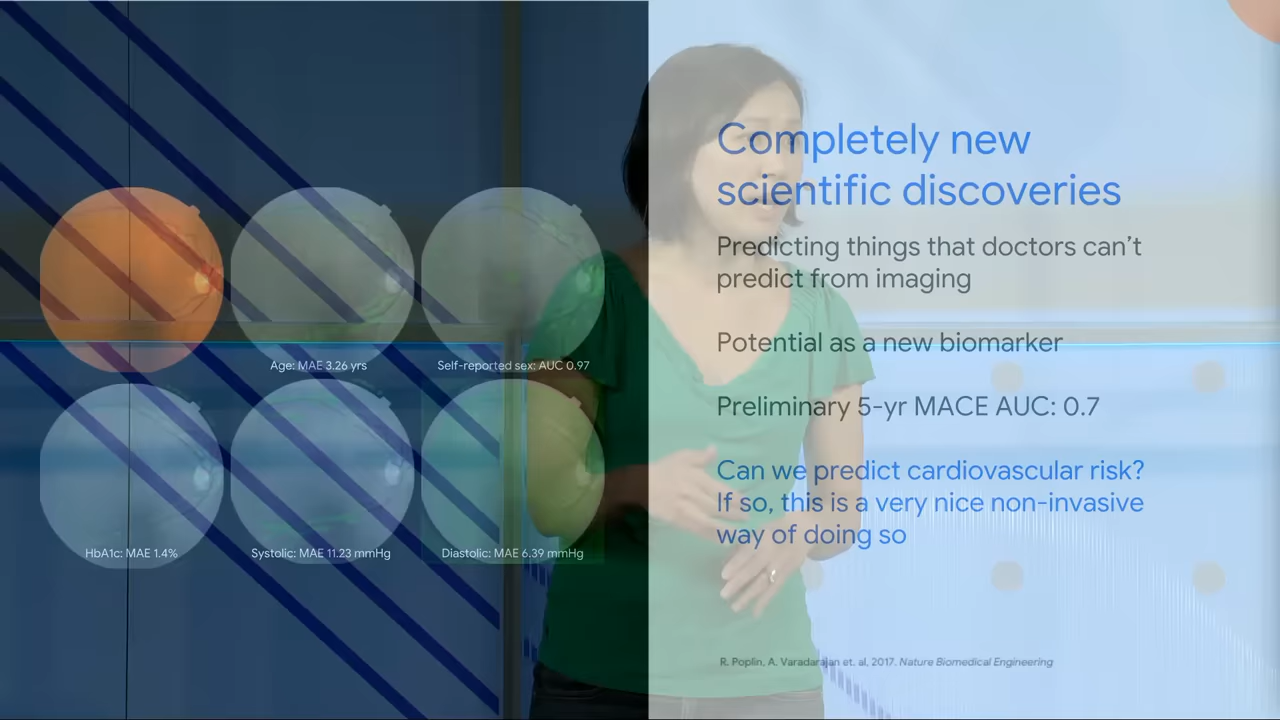 Age: MAE 3.26 yrs
Self-reported sex: AUC 0.97
HbA1c: MAE 1.4%
Systolic: MAE 11.23 mmHg
Diastolic: MAE 6.39 mmHg
Completely new
scientific discoveries
Predicting things that doctors can’t
predict from imaging
Potential as a new biomarker
Preliminary 5-yr MACE AUC: 0.7
Can we predict cardiovascular risk?
If so, this is a very nice non-invasive
way of doing so
R. Poplin, A. Varadarajan et. al, 2017. Nature Biomedical Engineering